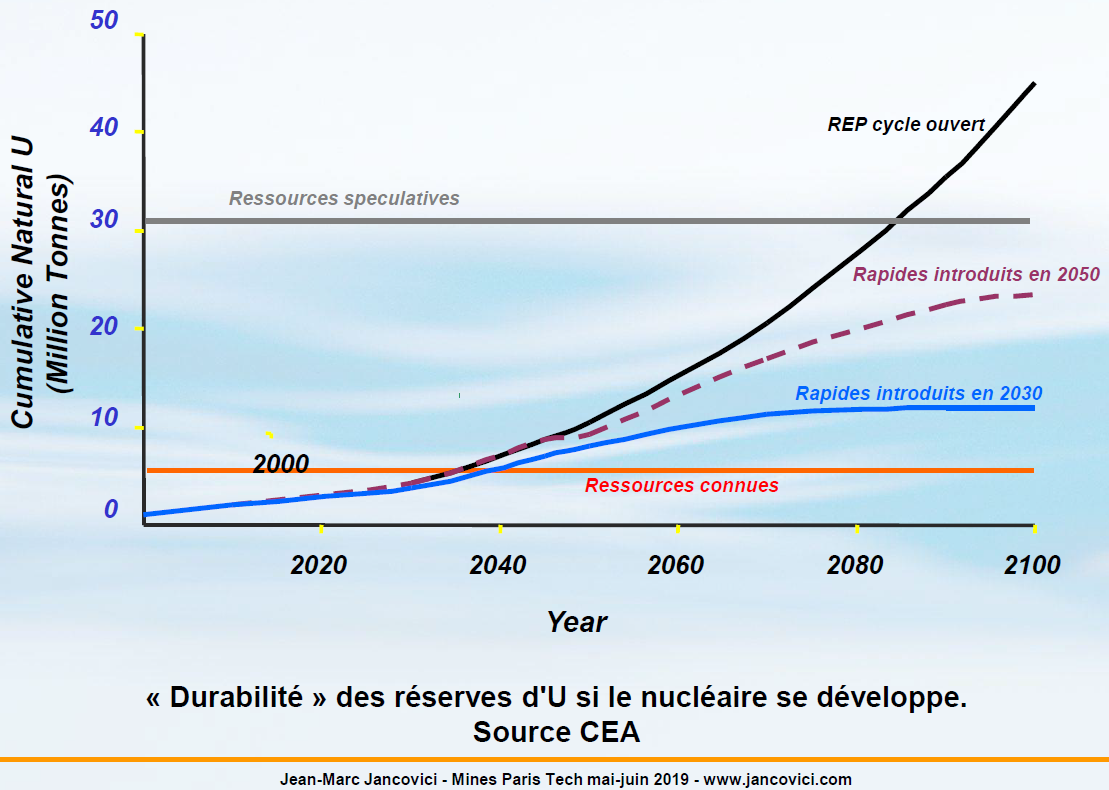 50
40
30
20
10
0
Cumulative Natural U
(Million Tonnes)
REP cycle ouvert
Ressources speculatives
Rapides introduits en 2050
Rapides introduits en 2030
2000
Ressources connues
2020 2040 2060 2080 2100
Year
« Durabilité » des réserves d'U si le nucléaire se développe.
Source CEA
Jean-Marc Jancovici - Mines Paris Tech mai-juin 2019 - www.jancovici.com